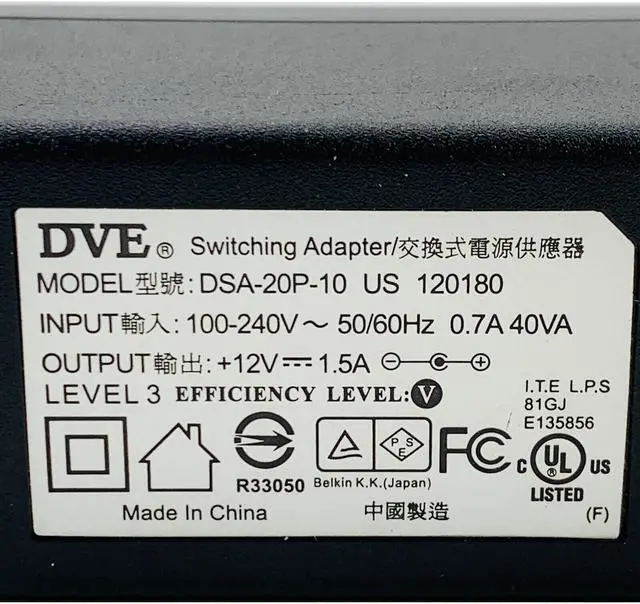 DVE® Switching Adapter/交換式電源供應器
MODEL型號: DSA-20P-10 US 120180
INPUT輸入: 100-240V～ 50/60Hz 0.7A 40VA
OUTPUT輸出: +12V⎓1.5A
LEVEL 3 EFFICIENCY LEVEL: V
I.T.E L.P.S
81GJ
E135856
R33050
PSE
Belkin K.K.(Japan)
FC
C UL® US
LISTED
Made In China
中國製造
(F)